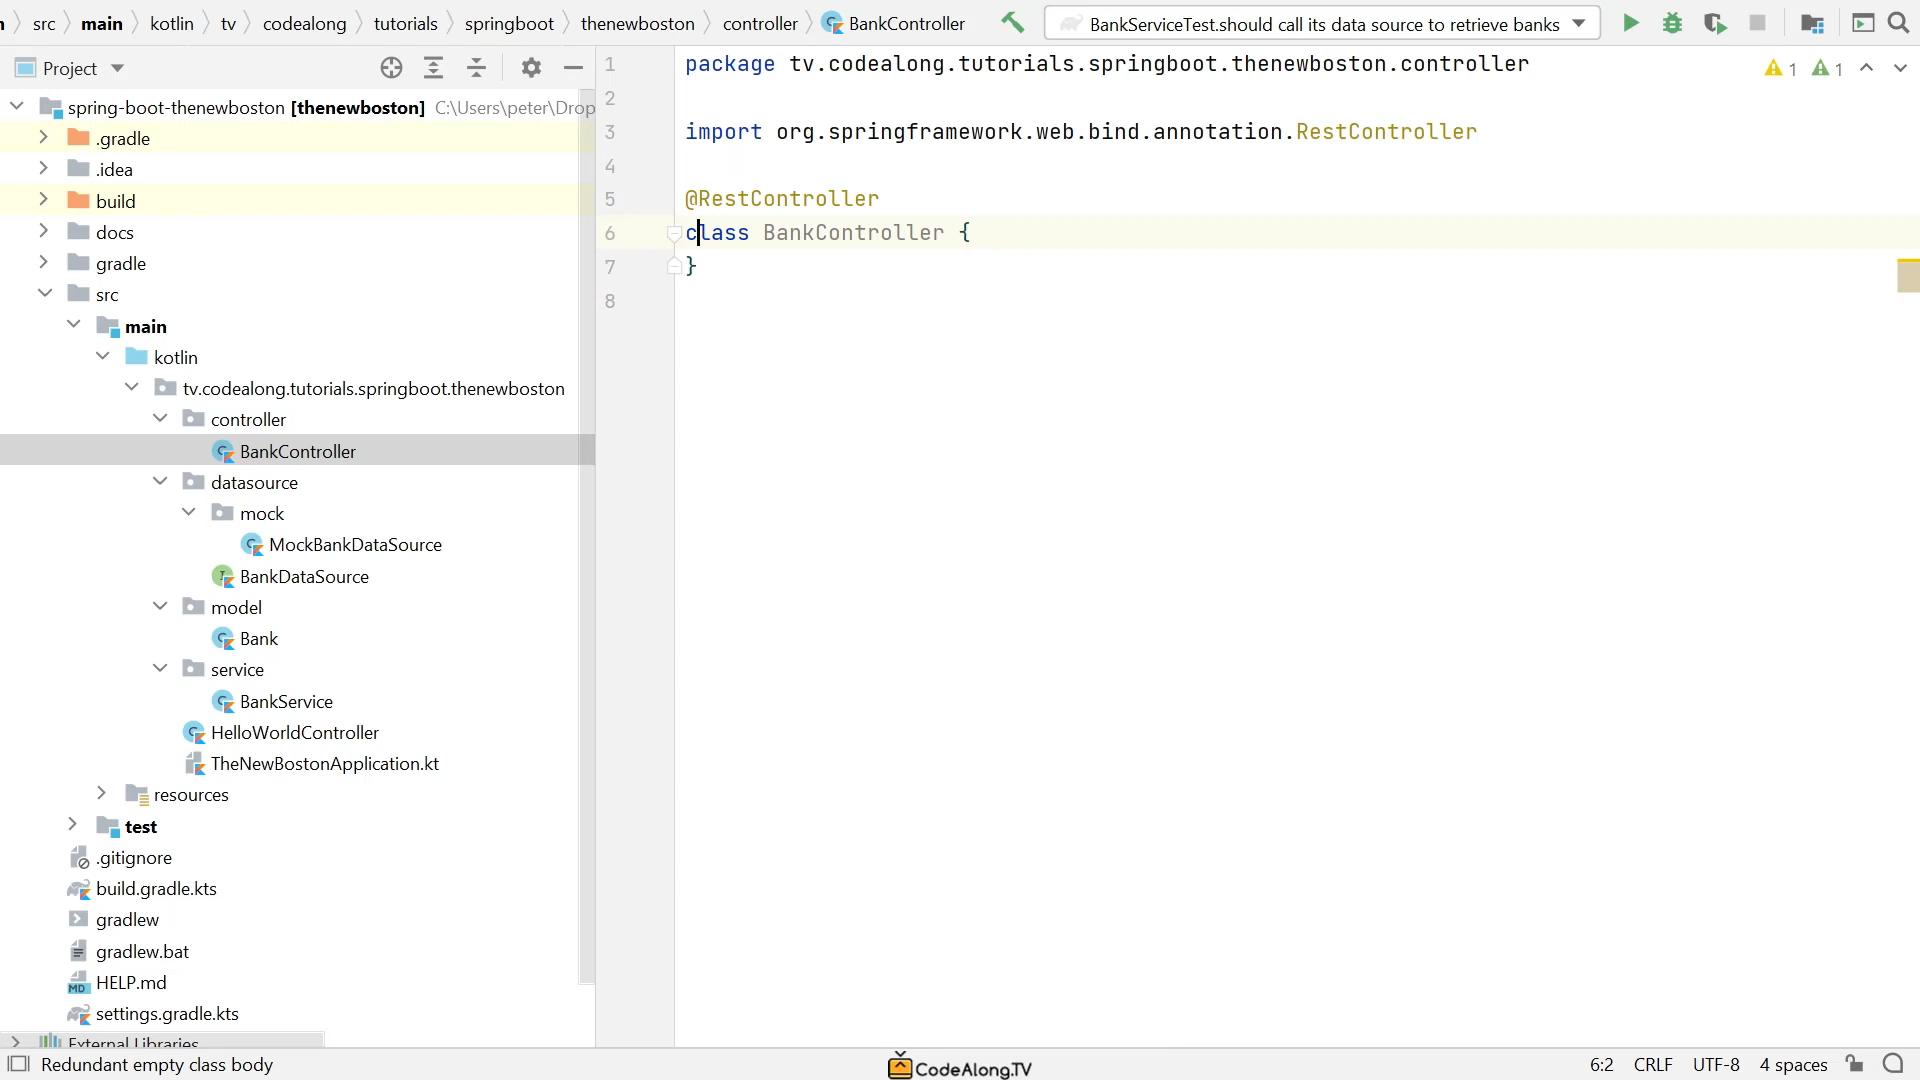 src main kotlin tv codealong tutorials springboot thenewboston controller BankController BankServiceTest.should call its data source to retrieve banks
Project
spring-boot-thenewboston [thenewboston] C:\Users\peter\Drop
.gradle
.idea
build
docs
gradle
src
main
kotlin
tv.codealong.tutorials.springboot.thenewboston
controller
BankController
datasource
mock
MockBankDataSource
BankDataSource
model
Bank
service
BankService
HelloWorldController
TheNewBostonApplication.kt
resources
test
.gitignore
build.gradle.kts
gradlew
gradlew.bat
HELP.md
settings.gradle.kts
External Libraries
1 package tv.codealong.tutorials.springboot.thenewboston.controller
2
3 import org.springframework.web.bind.annotation.RestController
4
5 @RestController
6 class BankController {
7 }
8
1 1
Redundant empty class body
CodeAlong.TV
6:2 CRLF UTF-8 4 spaces